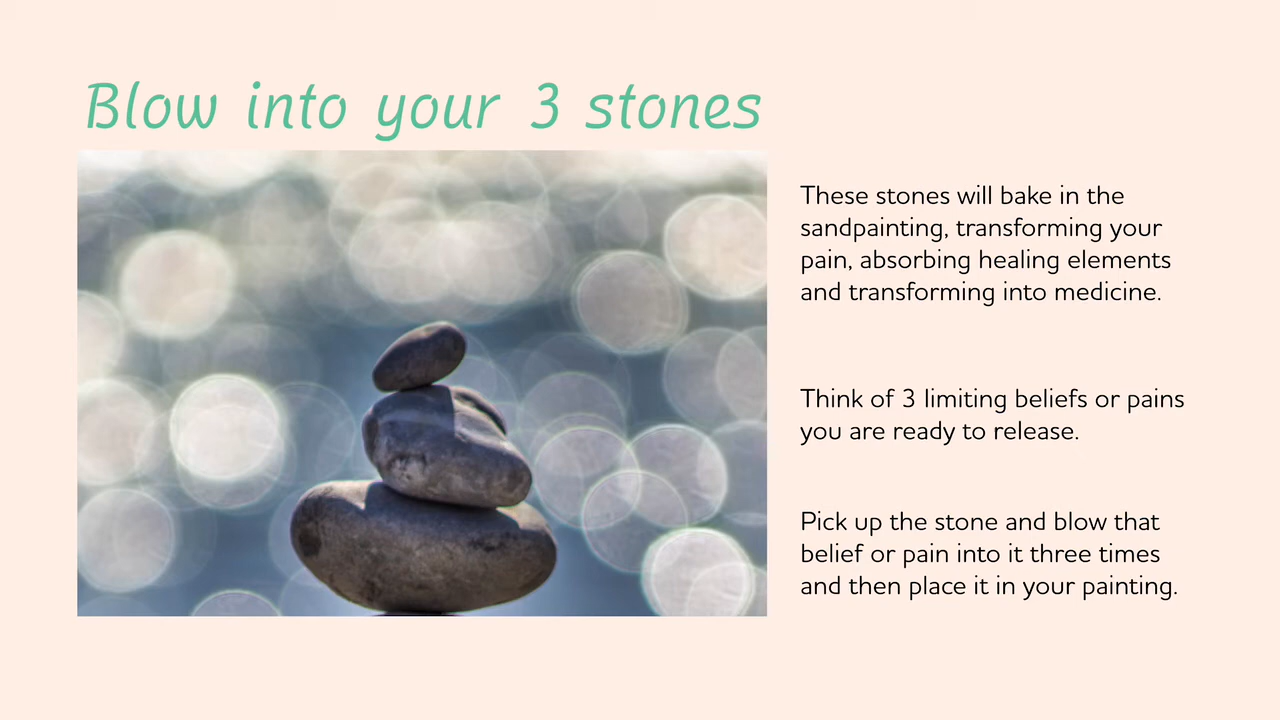 Blow into your 3 stones
These stones will bake in the
sandpainting, transforming your
pain, absorbing healing elements
and transforming into medicine.
Think of 3 limiting beliefs or pains
you are ready to release.
Pick up the stone and blow that
belief or pain into it three times
and then place it in your painting.